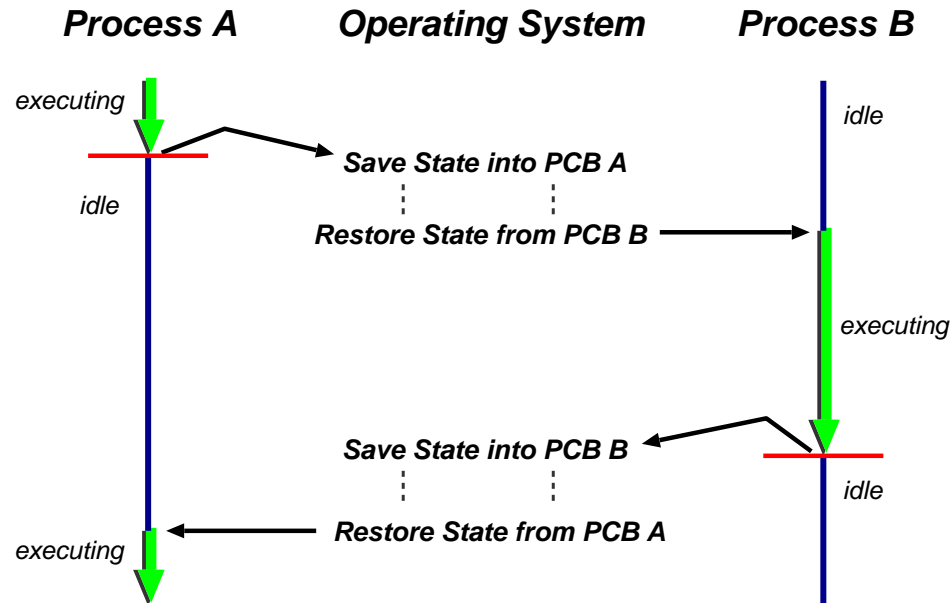 Process A
Operating System
Process B
executing
idle
Save State into PCB A
idle
Restore State from PCB B
executing
Save State into PCB B
idle
Restore State from PCB A
executing